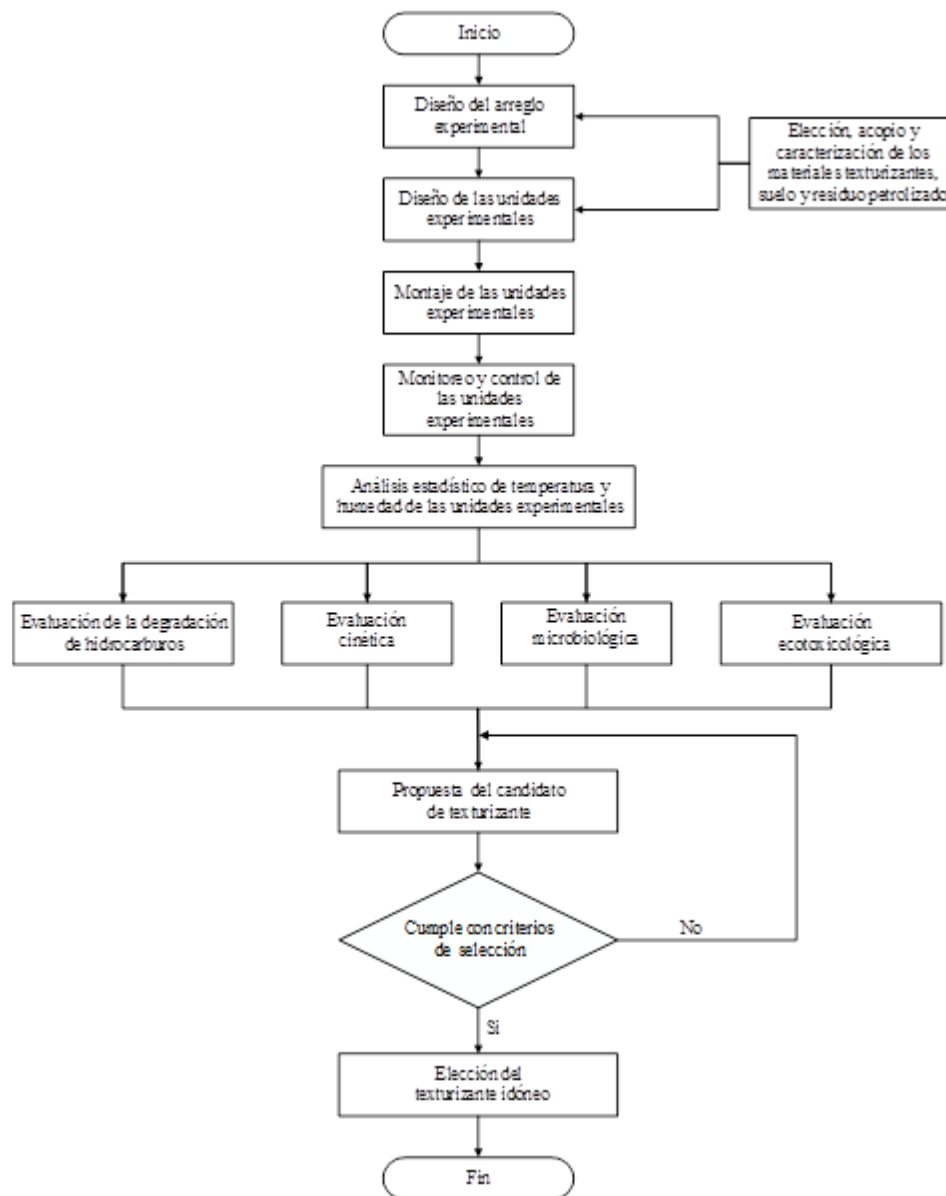 Inicio
Diseño del arreglo
experimental
Elección, acopio y
caracterización de los
materiales texturizantes,
suelo y residuo petrolizado
Diseño de las unidades
experimentales
Montaje de las unidades
experimentales
Monitoreo y control de
las unidades
experimentales
Análisis estadístico de temperatura y
humedad de las unidades experimentales
Evaluación de la degradación
de hidrocarburos
Evaluación
cinética
Evaluación
microbiológica
Evaluación
ecotoxicológica
Propuesta del candidato
de texturizante
Cumple con criterios
de selección
No
Si
Elección del
texturizante idóneo
Fin